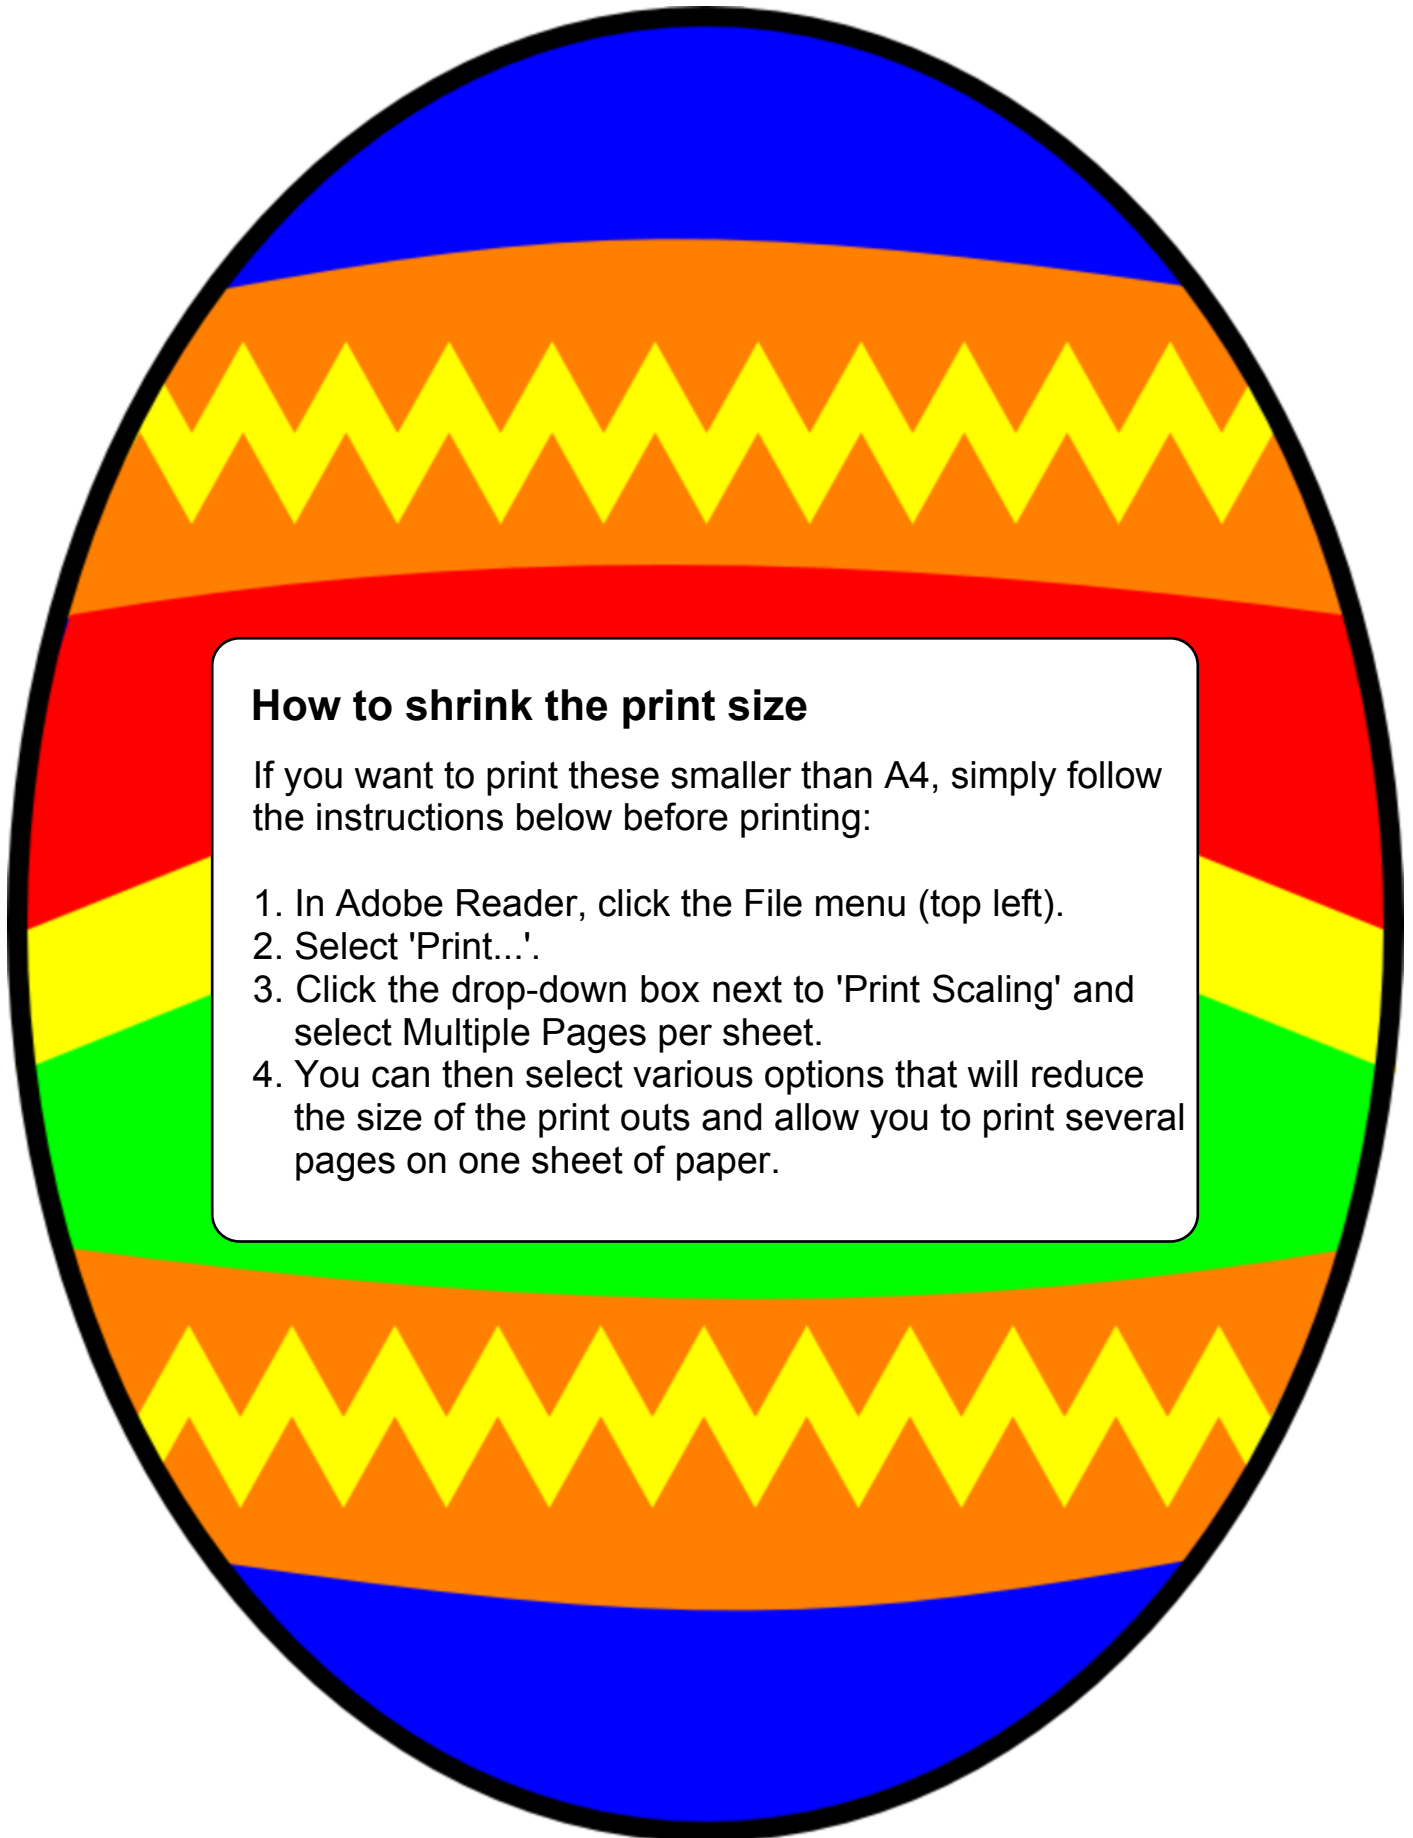 How to shrink the print size
If you want to print these smaller than A4, simply follow
the instructions below before printing:
1. In Adobe Reader, click the File menu (top left).
2. Select 'Print...'.
3. Click the drop-down box next to 'Print Scaling' and
select Multiple Pages per sheet.
4. You can then select various options that will reduce
the size of the print outs and allow you to print several
pages on one sheet of paper.